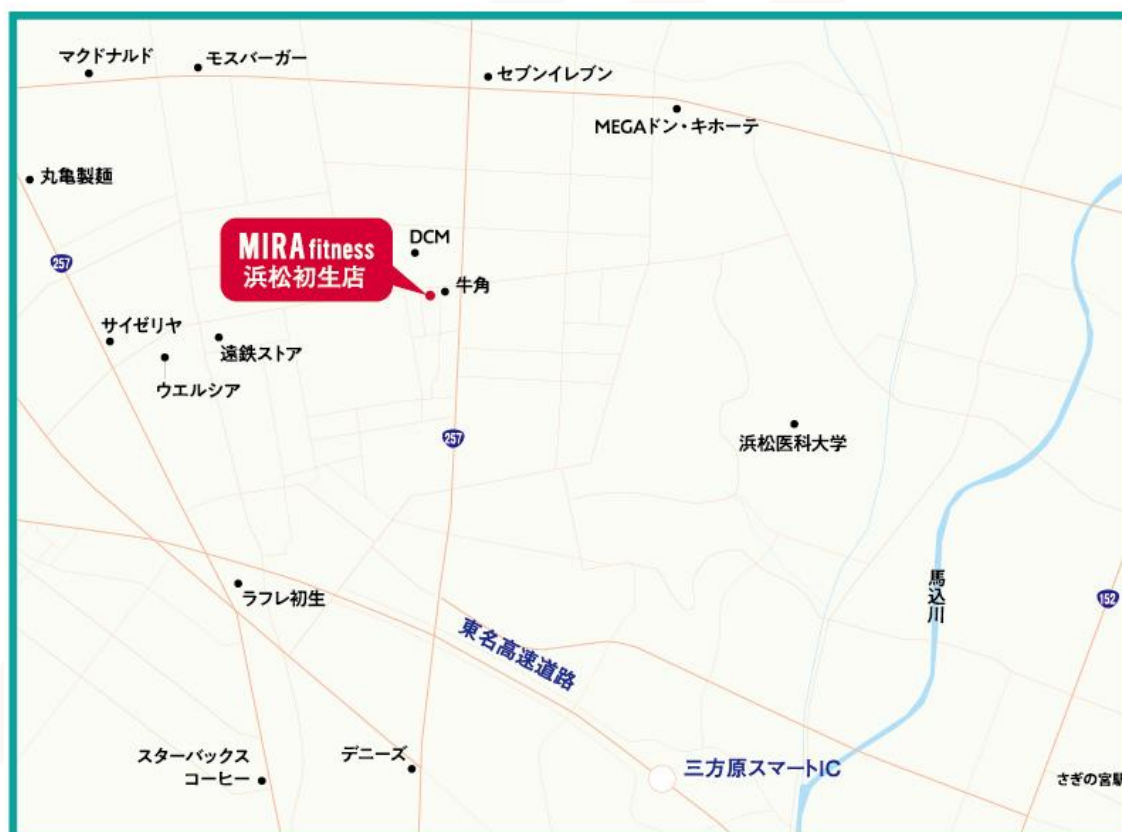 マクドナルド
モスバーガー
セブンイレブン
MEGAドン・キホーテ
丸亀製麺
DCM
MIRA fitness
浜松初生店
257
牛角
サイゼリヤ
遠鉄ストア
ウエルシア
257
浜松医科大学
馬込川
152
ラフレ初生
東名高速道路
スターバックス
コーヒー
デニーズ
三方原スマートIC
さぎの宮駅